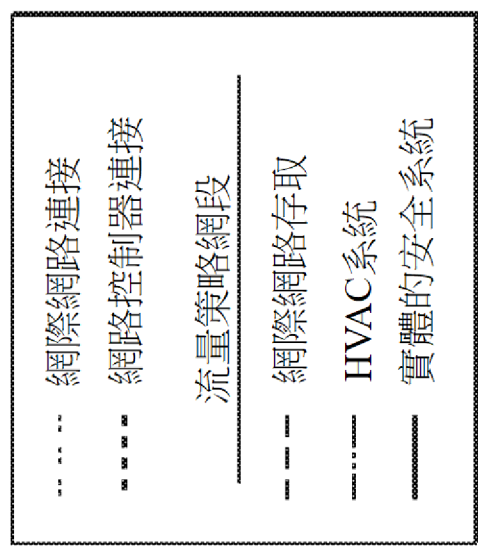 網際網路連接
網路控制器連接
流量策略網段
網際網路存取
HVAC系統
實體的安全系統